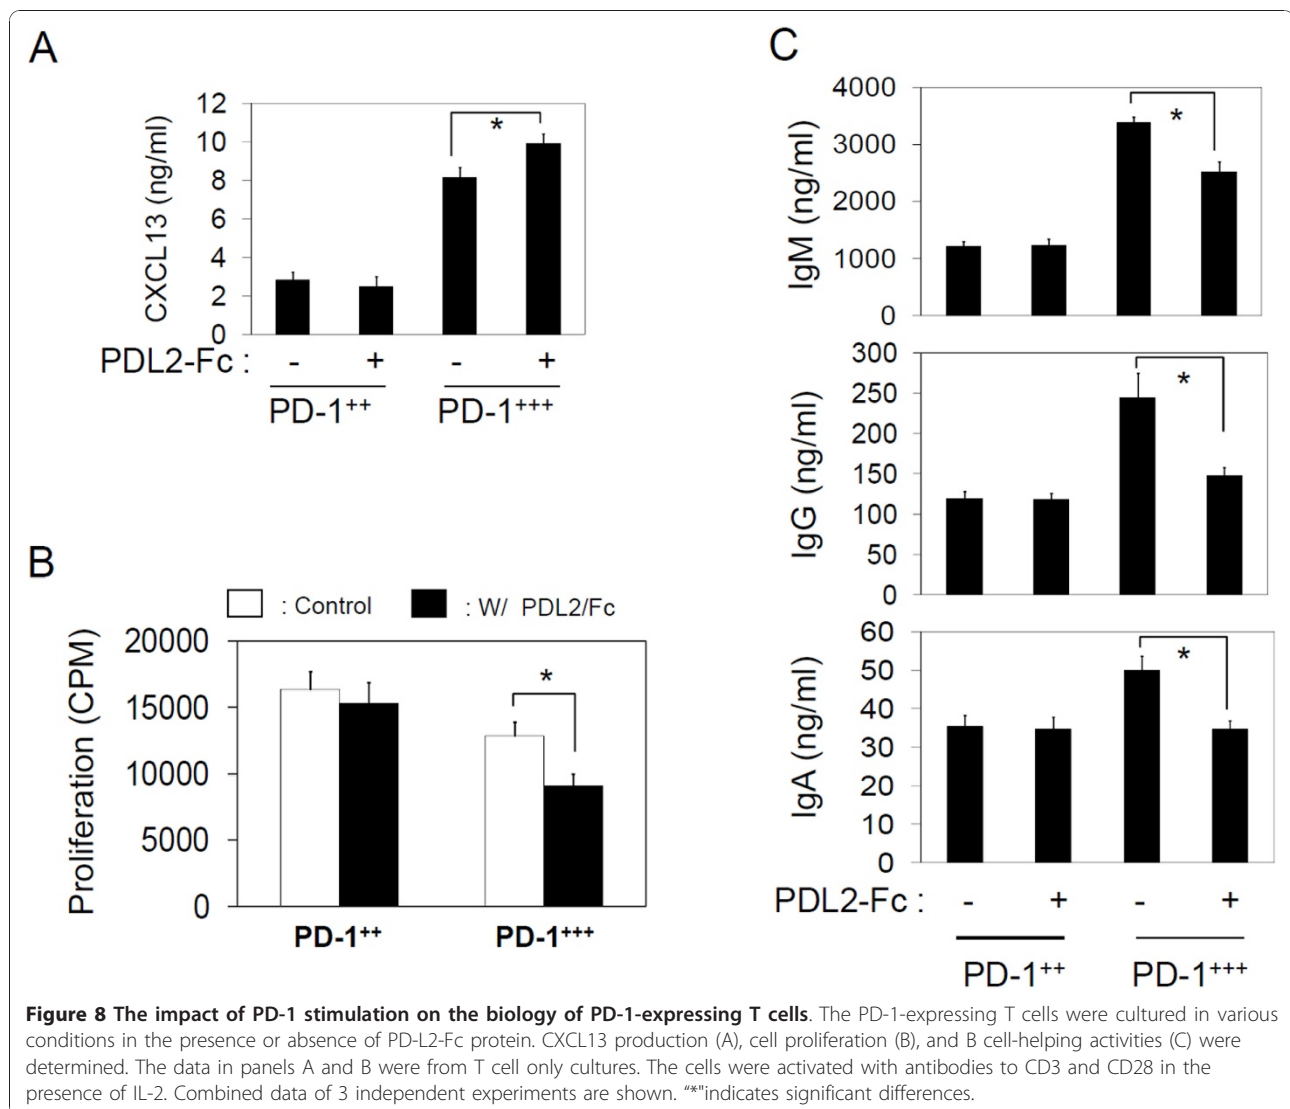 A
12
10
8
6
4
2
0
CXCL13 (ng/ml)
*
PDL2-Fc : - + - +
PD-1++ PD-1+++
B
: Control : W/ PDL2/Fc
20000
15000
10000
5000
0
Proliferation (CPM)
*
PD-1++ PD-1+++
C
4000
3000
2000
1000
0
IgM (ng/ml)
*
300
250
200
150
100
50
0
IgG (ng/ml)
*
60
50
40
30
20
10
0
IgA (ng/ml)
*
PDL2-Fc : - + - +
PD-1++ PD-1+++
Figure 8 The impact of PD-1 stimulation on the biology of PD-1-expressing T cells. The PD-1-expressing T cells were cultured in various
conditions in the presence or absence of PD-L2-Fc protein. CXCL13 production (A), cell proliferation (B), and B cell-helping activities (C) were
determined. The data in panels A and B were from T cell only cultures. The cells were activated with antibodies to CD3 and CD28 in the
presence of IL-2. Combined data of 3 independent experiments are shown. “*"indicates significant differences.